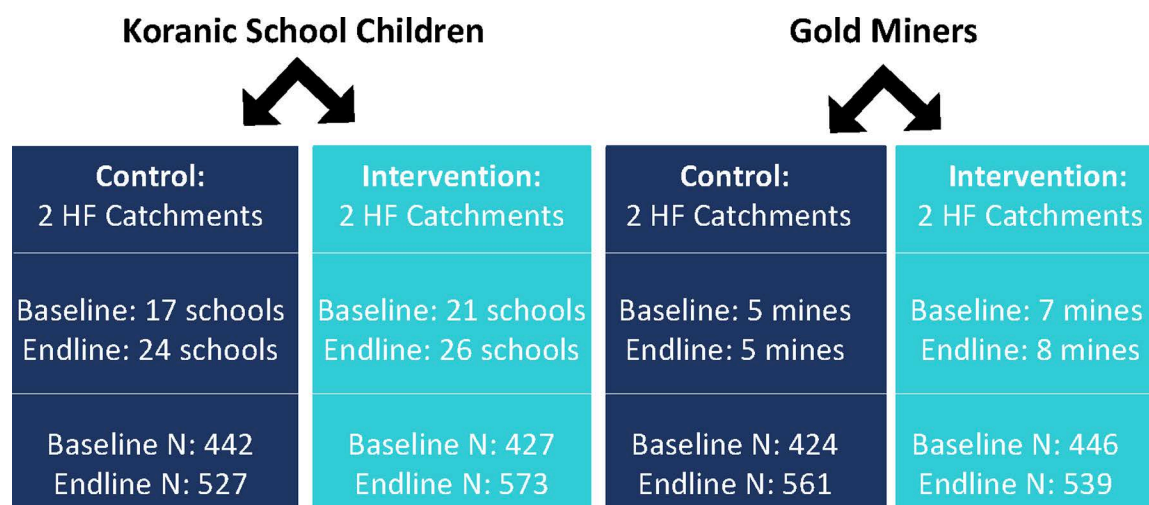 Koranic School Children
Control:
2 HF Catchments
Baseline: 17 schools
Endline: 24 schools
Baseline N: 442
Endline N: 527
Intervention:
2 HF Catchments
Baseline: 21 schools
Endline: 26 schools
Baseline N: 427
Endline N: 573
Gold Miners
Control:
2 HF Catchments
Baseline: 5 mines
Endline: 5 mines
Baseline N: 424
Endline N: 561
Intervention:
2 HF Catchments
Baseline: 7 mines
Endline: 8 mines
Baseline N: 446
Endline N: 539